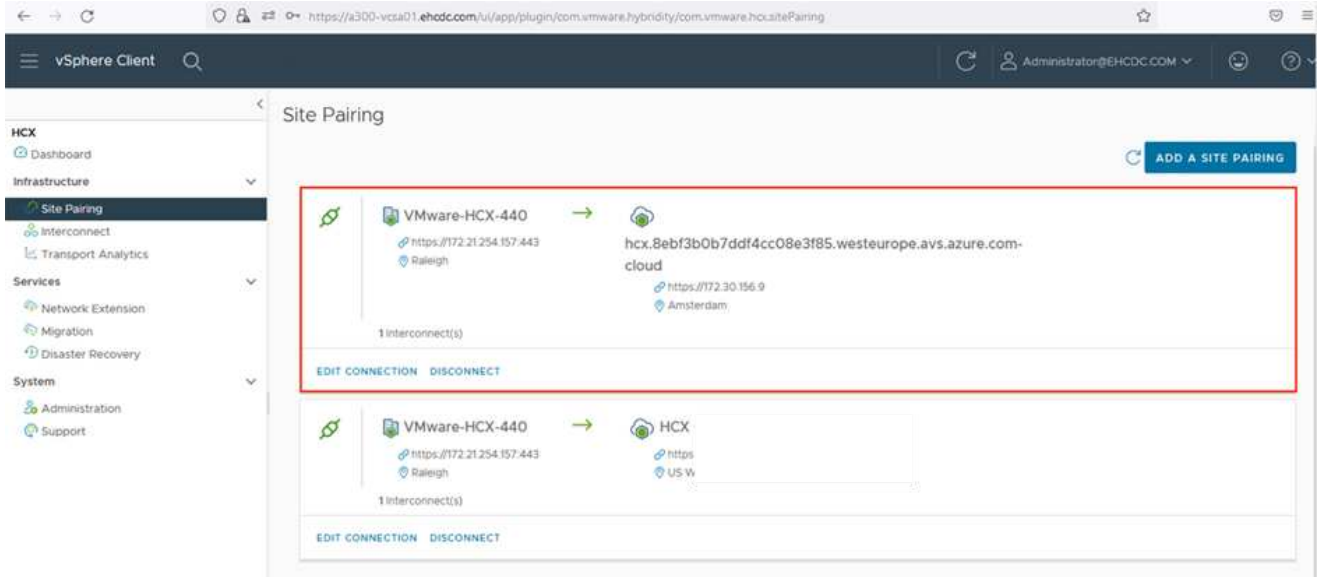 https://a300-vcsa01.ehcdc.com/ui/app/plugin/com.vmware.hybridity/com.vmware.hcx.sitePairing
vSphere Client
Administrator@EHCDC.COM
Site Pairing
HCX
Dashboard
ADD A SITE PAIRING
Infrastructure
Site Pairing
Interconnect
Transport Analytics
Services
Network Extension
Migration
Disaster Recovery
System
Administration
Support
VMware-HCX-440
https://172.21.254.157:443
Raleigh
hcx.8ebf3b0b7ddf4cc08e3f85.westeurope.avs.azure.com-
cloud
https://172.30.156.9
Amsterdam
1 Interconnect(s)
EDIT CONNECTION DISCONNECT
VMware-HCX-440
https://172.21.254.157:443
Raleigh
HCX
https
US W
1 Interconnect(s)
EDIT CONNECTION DISCONNECT